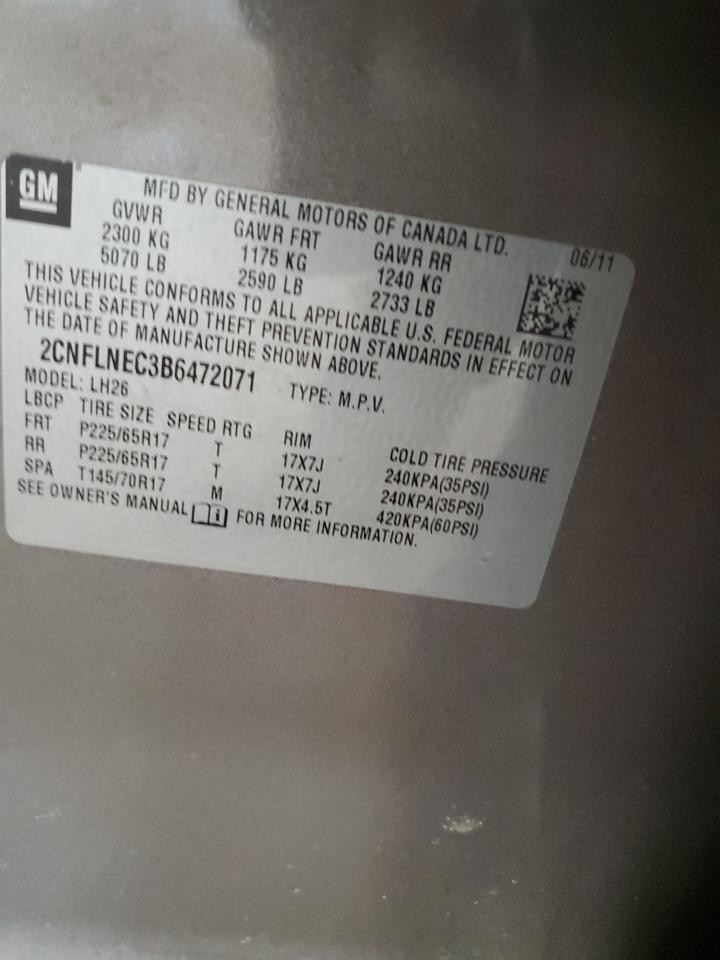 GM
MFD BY GENERAL MOTORS OF CANADA LTD. 06/11
GVWR GAWR FRT GAWR RR
2300 KG 1175 KG 1240 KG
5070 LB 2590 LB 2733 LB
THIS VEHICLE CONFORMS TO ALL APPLICABLE U.S. FEDERAL MOTOR
VEHICLE SAFETY AND THEFT PREVENTION STANDARDS IN EFFECT ON
THE DATE OF MANUFACTURE SHOWN ABOVE.
2CNFLNEC3B6472071 TYPE: M.P.V.
MODEL: LH26
LBCP TIRE SIZE SPEED RTG RIM COLD TIRE PRESSURE
FRT P225/65R17 T 17X7J 240KPA(35PSI)
RR P225/65R17 T 17X7J 240KPA(35PSI)
SPA T145/70R17 M 17X4.5T 420KPA(60PSI)
SEE OWNER'S MANUAL i FOR MORE INFORMATION.